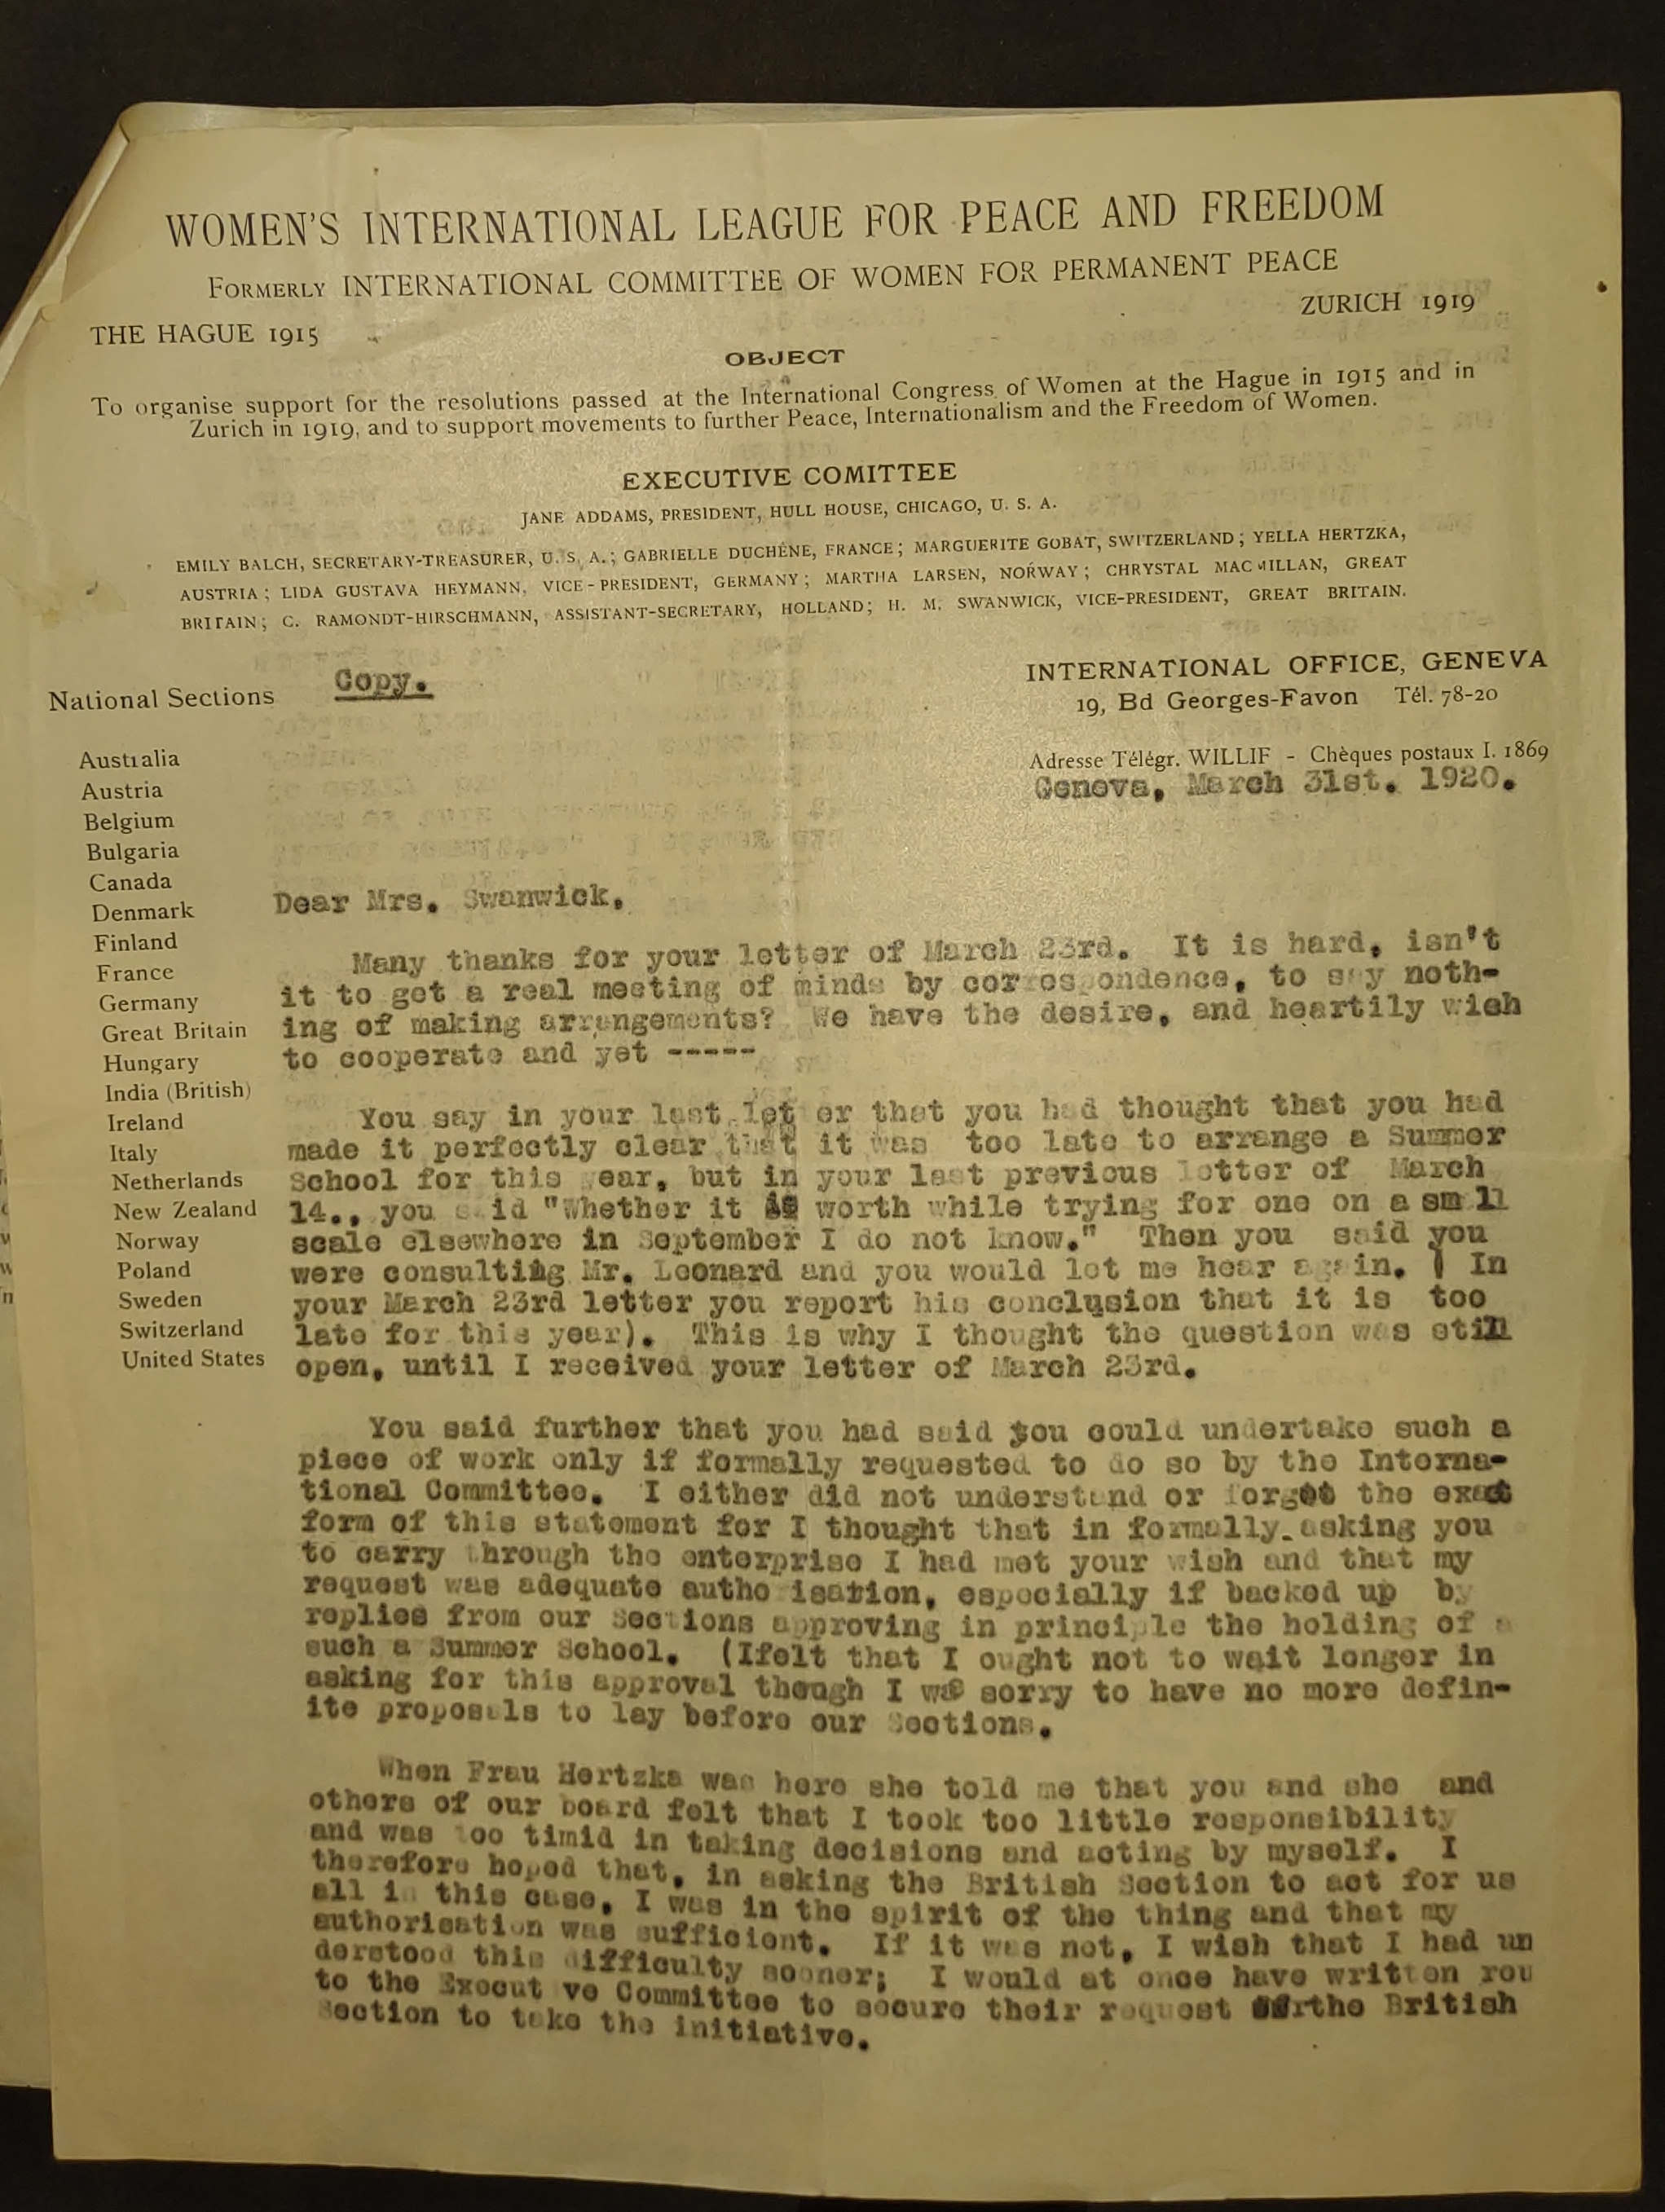 WOMEN'S INTERNATIONAL LEAGUE FOR PEACE AND FREEDOM
FORMERLY INTERNATIONAL COMMITTEE OF WOMEN FOR PERMANENT PEACE
THE HAGUE 1915
ZURICH 1919
OBJECT
To organise support for the resolutions passed at the International Congress of Women at the Hague in 1915 and in
Zurich in 1919, and to support movements to further Peace, Internationalism and the Freedom of Women.
EXECUTIVE COMITTEE
JANE ADDAMS, PRESIDENT, HULL HOUSE, CHICAGO, U. S. A.
EMILY BALCH, SECRETARY-TREASURER, U. S. A.; GABRIELLE DUCHÊNE, FRANCE; MARGUERITE GOBAT, SWITZERLAND; YELLA HERTZKA,
AUSTRIA; LIDA GUSTAVA HEYMANN, VICE-PRESIDENT, GERMANY; MARTHA LARSEN, NORWAY; CHRYSTAL MACMILLAN, GREAT
BRITAIN; C. RAMONDT-HIRSCHMANN, ASSISTANT-SECRETARY, HOLLAND; H. M. SWANWICK, VICE-PRESIDENT, GREAT BRITAIN.
INTERNATIONAL OFFICE, GENEVA
19, Bd Georges-Favon Tél. 78-20
Adresse Télégr. WILLIF - Chèques postaux I. 1869
National Sections
Copy.
Australia
Austria
Belgium
Bulgaria
Canada
Denmark
Finland
France
Germany
Great Britain
Hungary
India (British)
Ireland
Italy
Netherlands
New Zealand
Norway
Poland
Sweden
Switzerland
United States
Geneva, March 31st. 1920.
Dear Mrs. Swanwick,
Many thanks for your letter of March 23rd. It is hard, isn't
it to get a real meeting of minds by correspondence, to say noth-
ing of making arrangements? We have the desire, and heartily wish
to cooperate and yet -----
You say in your last let er that you had thought that you had
made it perfectly clear that it was too late to arrange a Summer
School for this year, but in your last previous letter of March
14., you said "Whether it is worth while trying for one on a small
scale elsewhere in September I do not know." Then you said you
were consulting Mr. Leonard and you would let me hear again. ( In
your March 23rd letter you report his conclusion that it is too
late for this year). This is why I thought the question was still
open, until I received your letter of March 23rd.
You said further that you had said you could undertake such a
piece of work only if formally requested to do so by the Interna-
tional Committee. I either did not understand or forgot the exact
form of this statement for I thought that in formally asking you
to carry through the enterprise I had met your wish and that my
request was adequate autho isation, especially if backed up by
replies from our Sections approving in principle the holding of a
such a Summer School. (Ifelt that I ought not to wait longer in
asking for this approval though I was sorry to have no more defin-
ite proposals to lay before our Sections.
When Frau Hertzka was here she told me that you and she and
others of our board felt that I took too little responsibility
and was too timid in taking decisions and acting by myself. I
therefore hoped that, in asking the British Section to act for us
all in this case, I was in the spirit of the thing and that my
authorisation was sufficient. If it was not, I wish that I had un
derstood this difficulty sooner; I would at once have written rou
to the Execut ve Committee to secure their request the British
Section to take the initiative.